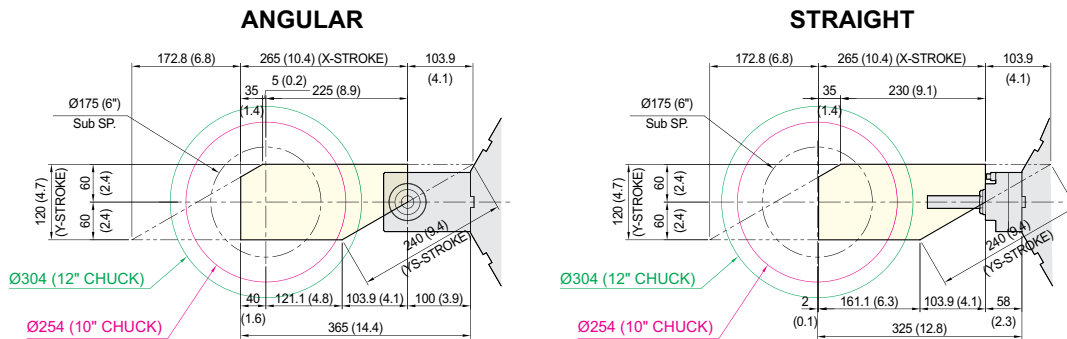 ANGULAR
172.8 (6.8)
265 (10.4) (X-STROKE)
103.9
(4.1)
5 (0.2)
35
(1.4)
225 (8.9)
Ø175 (6")
Sub SP.
120 (4.7)
(Y-STROKE)
60
(2.4)
60
(2.4)
240 (9.4)
(YS-STROKE)
Ø304 (12" CHUCK)
Ø254 (10" CHUCK)
40
(1.6)
121.1 (4.8)
103.9 (4.1)
100 (3.9)
365 (14.4)
STRAIGHT
172.8 (6.8)
265 (10.4) (X-STROKE)
103.9
(4.1)
35
(1.4)
230 (9.1)
Ø175 (6")
Sub SP.
120 (4.7)
(Y-STROKE)
60
(2.4)
60
(2.4)
240 (9.4)
(YS-STROKE)
Ø304 (12" CHUCK)
Ø254 (10" CHUCK)
2
(0.1)
161.1 (6.3)
103.9 (4.1)
58
(2.3)
325 (12.8)